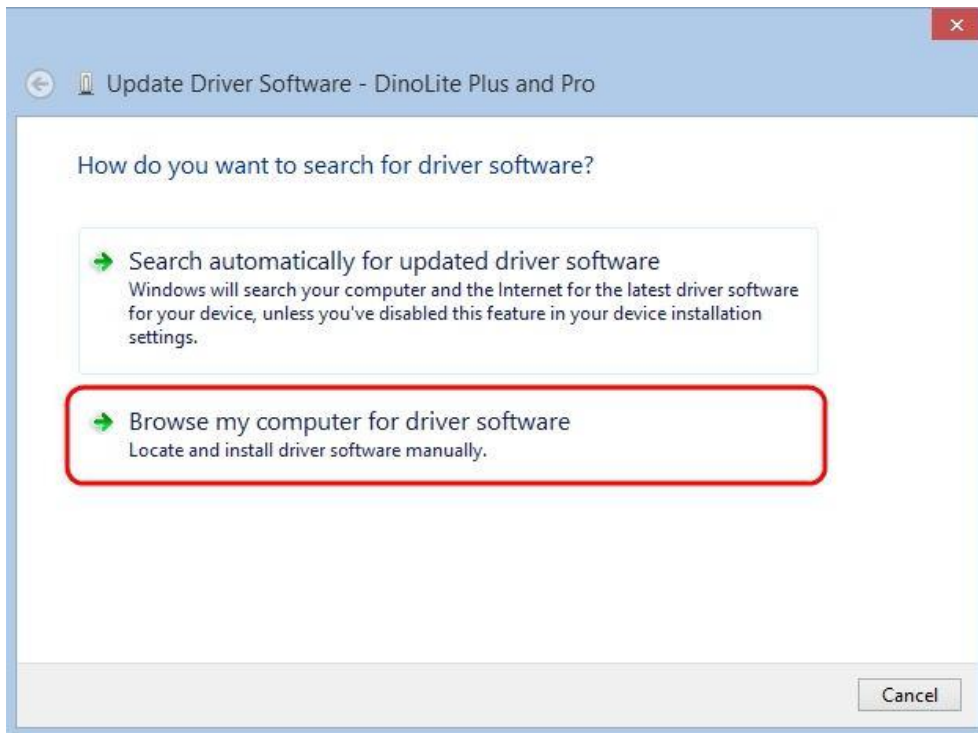 Update Driver Software - DinoLite Plus and Pro
How do you want to search for driver software?
Search automatically for updated driver software
Windows will search your computer and the Internet for the latest driver software
for your device, unless you've disabled this feature in your device installation
settings.
Browse my computer for driver software
Locate and install driver software manually.
Cancel